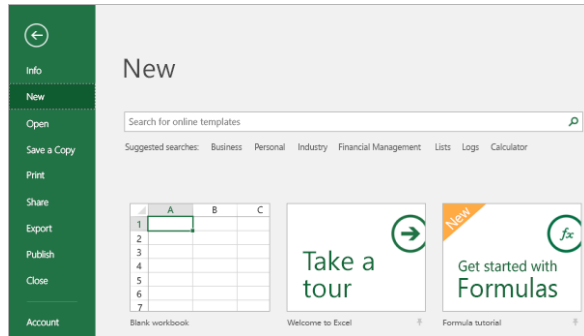 Info
New
Open
Save a Copy
Print
Share
Export
Publish
Close
Account
New
Search for online templates
Suggested searches: Business Personal Industry Financial Management Lists Logs Calculator
A B C
1
2
3
4
5
6
7
Blank workbook
Take a
tour
Welcome to Excel
New
fx
Get started with
Formulas
Formula tutorial